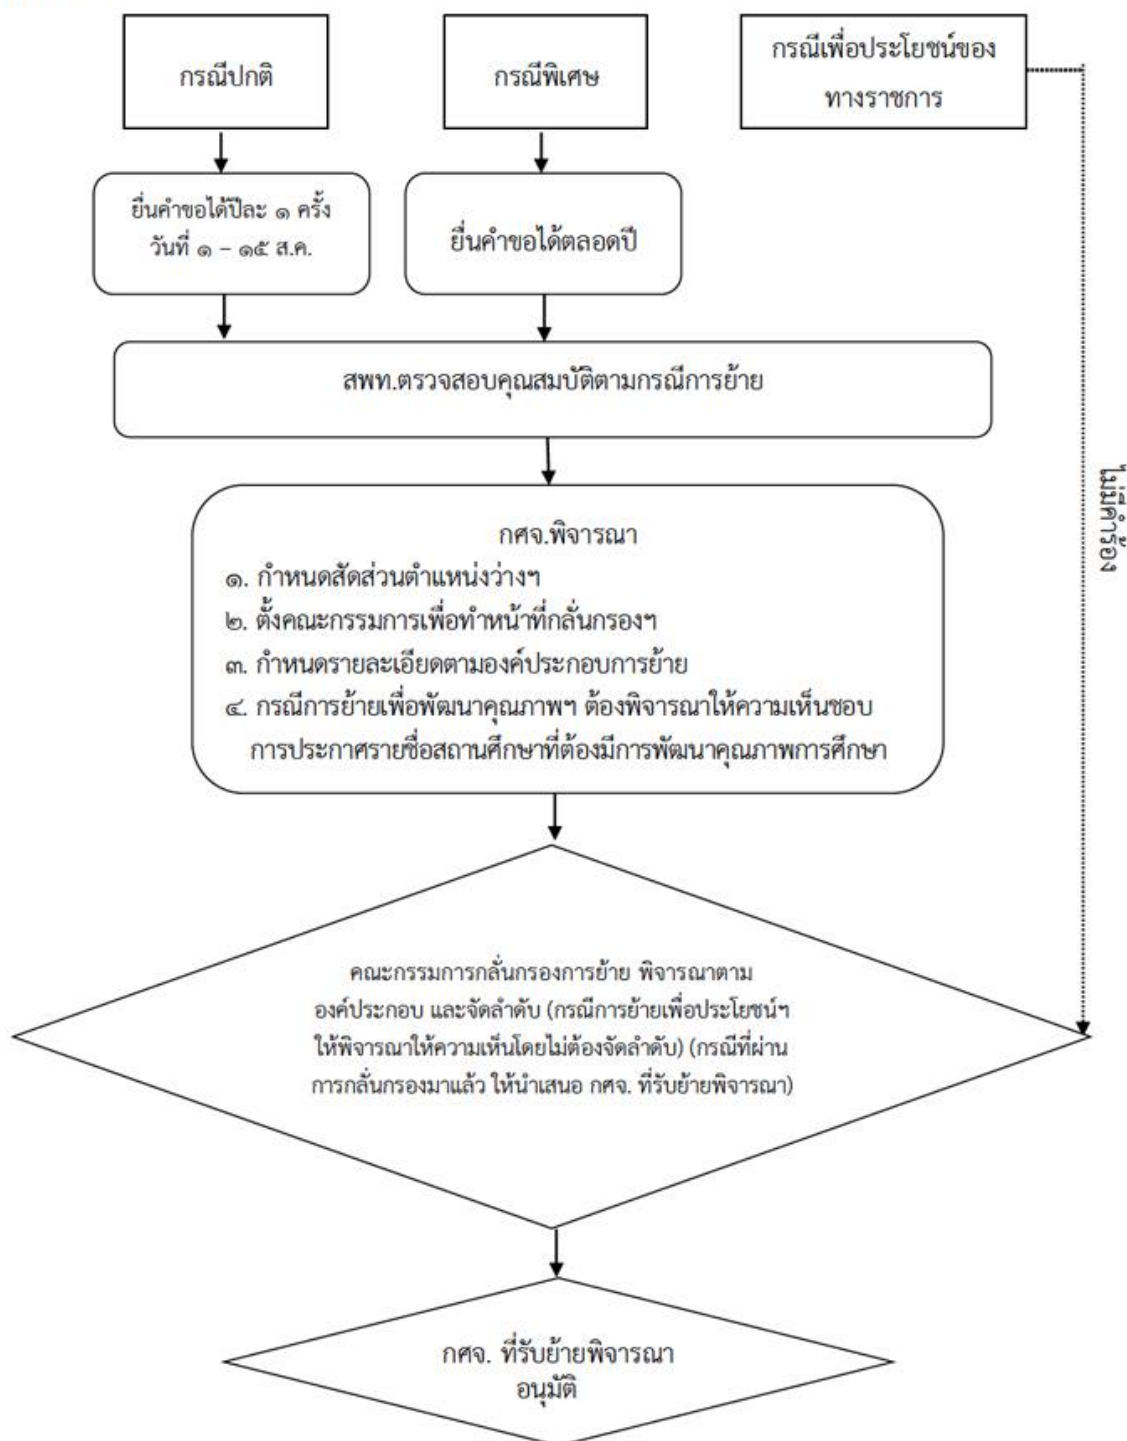 กรณีปกติ
กรณีพิเศษ
กรณีเพื่อประโยชน์ของ
ทางราชการ
ยื่นคำขอได้ปีละ ๑ ครั้ง
วันที่ ๑ – ๑๕ ส.ค.
ยื่นคำขอได้ตลอดปี
สพท.ตรวจสอบคุณสมบัติตามกรณีการย้าย
ไม่มีคำร้อง
กศจ.พิจารณา
๑. กำหนดสัดส่วนตำแหน่งว่างฯ
๒. ตั้งคณะกรรมการเพื่อทำหน้าที่กลั่นกรองฯ
๓. กำหนดรายละเอียดตามองค์ประกอบการย้าย
๔. กรณีการย้ายเพื่อพัฒนาคุณภาพฯ ต้องพิจารณาให้ความเห็นชอบ
การประกาศรายชื่อสถานศึกษาที่ต้องมีการพัฒนาคุณภาพการศึกษา
คณะกรรมการกลั่นกรองการย้าย พิจารณาตาม
องค์ประกอบ และจัดลำดับ (กรณีการย้ายเพื่อประโยชน์ฯ
ให้พิจารณาให้ความเห็นโดยไม่ต้องจัดลำดับ) (กรณีที่ผ่าน
การกลั่นกรองมาแล้ว ให้นำเสนอ กศจ. ที่รับย้ายพิจารณา)
กศจ. ที่รับย้ายพิจารณา
อนุมัติ